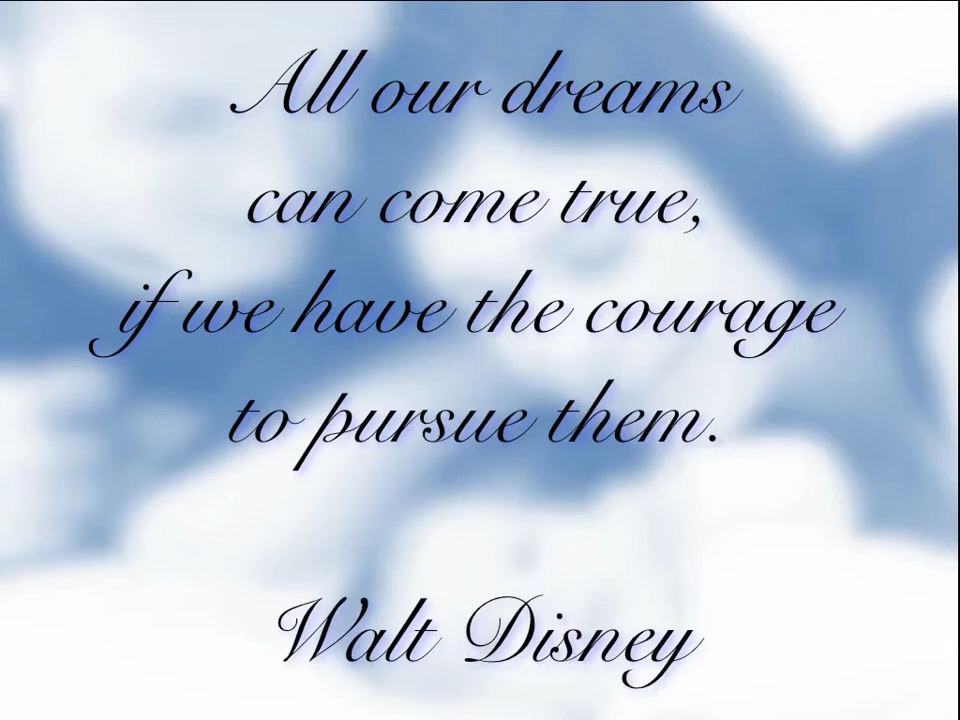 All our dreams
can come true,
if we have the courage
to pursue them.
Walt Disney